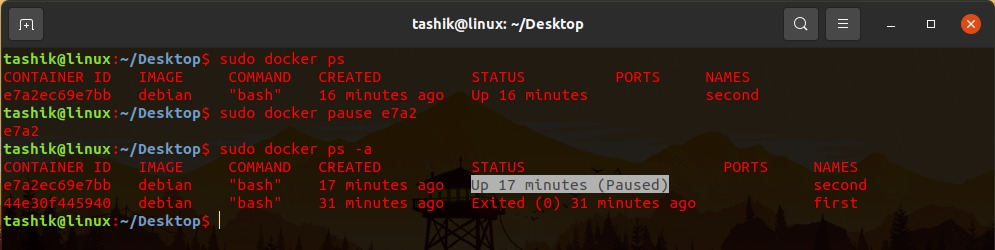 tashik@linux: ~/Desktop
tashik@linux:~/Desktop$ sudo docker ps
CONTAINER ID   IMAGE     COMMAND   CREATED          STATUS          PORTS     NAMES
e7a2ec69e7bb   debian    "bash"    16 minutes ago   Up 16 minutes             second
tashik@linux:~/Desktop$ sudo docker pause e7a2
e7a2
tashik@linux:~/Desktop$ sudo docker ps -a
CONTAINER ID   IMAGE     COMMAND   CREATED          STATUS                      PORTS     NAMES
e7a2ec69e7bb   debian    "bash"    17 minutes ago   Up 17 minutes (Paused)                second
44e30f445940   debian    "bash"    31 minutes ago   Exited (0) 31 minutes ago             first
tashik@linux:~/Desktop$